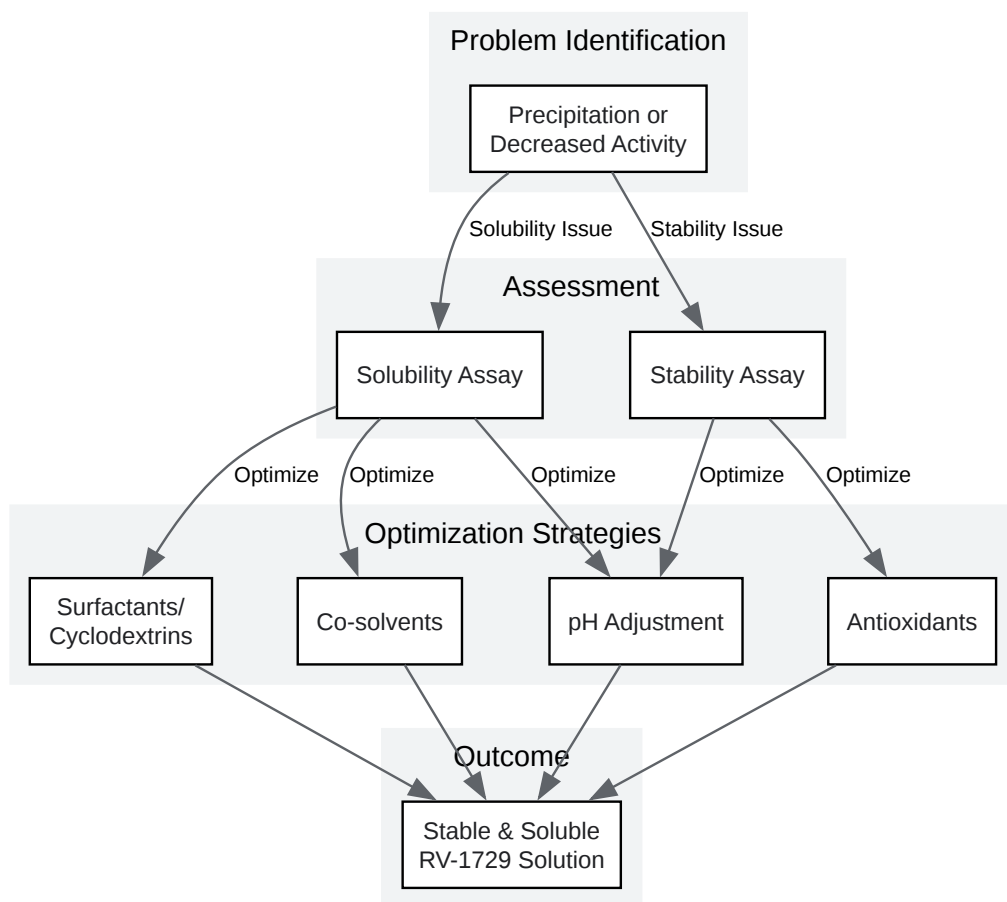 Problem Identification
Precipitation or
Decreased Activity
Solubility Issue
Stability Issue
Assessment
Solubility Assay
Stability Assay
Optimize
Optimize
Optimize
Optimize
Optimize
Optimization Strategies
Surfactants/
Cyclodextrins
Co-solvents
pH Adjustment
Antioxidants
Outcome
Stable & Soluble
RV-1729 Solution